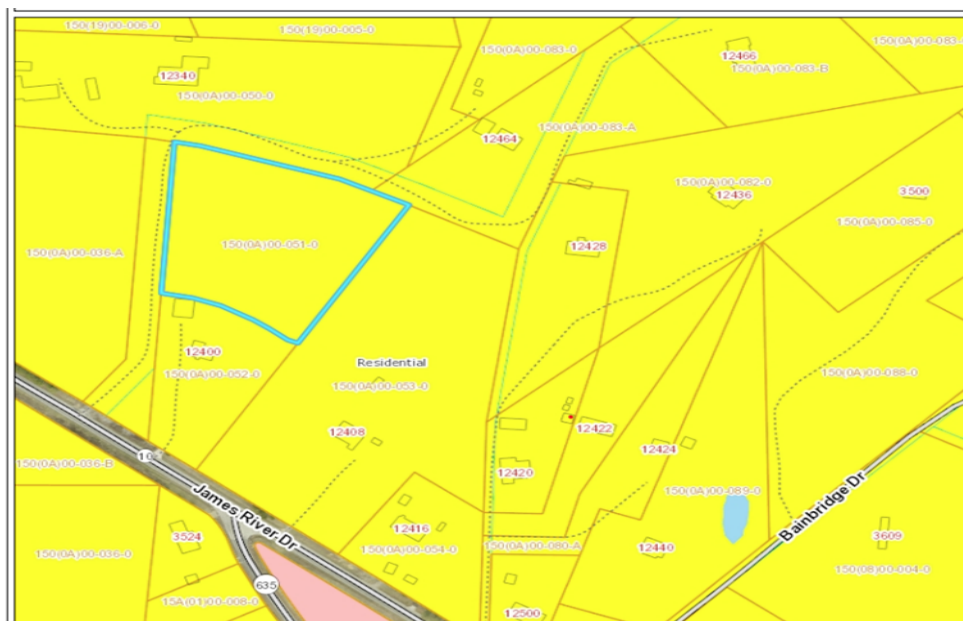 150(19)00-006-0
150(19)00-005-0
150(0A)00-083-0
12466
150(0A)00-083-
150(0A)00-083-B
12340
150(0A)00-050-0
12464
150(0A)00-083-A
150(0A)00-082-0
12436
3500
150(0A)00-085-0
150(0A)00-051-0
150(0A)00-036-A
12428
12400
150(0A)00-052-0
Residential
150(0A)00-053-0
150(0A)00-088-0
12408
12422
12424
150(0A)00-036-B
10
James River Dr
12420
150(0A)00-089-0
Bainbridge Dr
3524
12416
150(0A)00-054-0
150(0A)00-080-A
12440
3609
150(0A)00-036-0
150(08)00-004-0
635
15A(01)00-008-0
12500